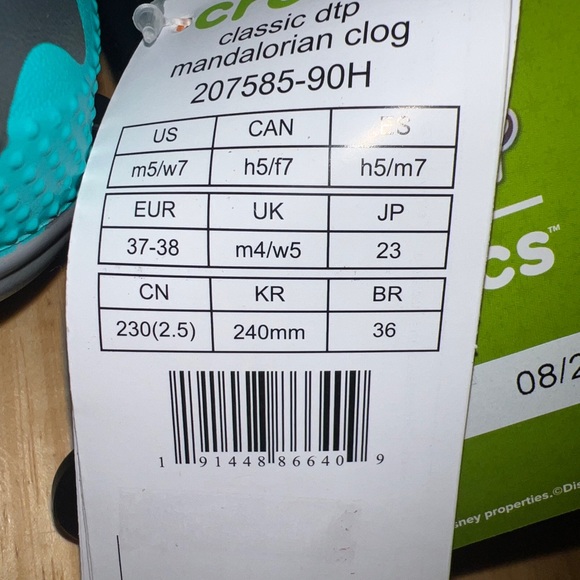 classic dtp
mandalorian clog
207585-90H
US CAN ES
m5/w7 h5/f7 h5/m7
EUR UK JP
37-38 m4/w5 23
CN KR BR
230(2.5) 240mm 36
1 91448 86640 9
cs™
08/2
sney properties.©Dis